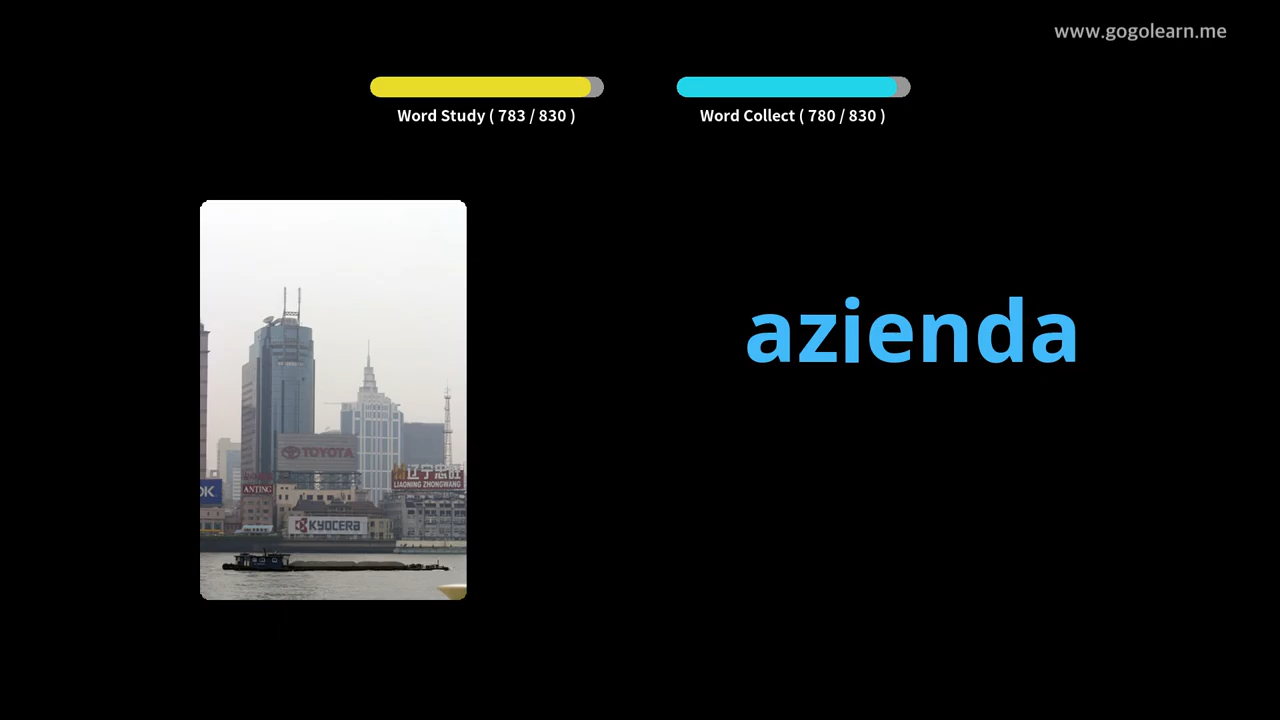 www.gogolearn.me
Word Study ( 783 / 830 )
Word Collect ( 780 / 830 )
azienda
TOYOTA
辽宁忠旺
LIAONING ZHONGWANG
OK
ANTING
KYOCERA